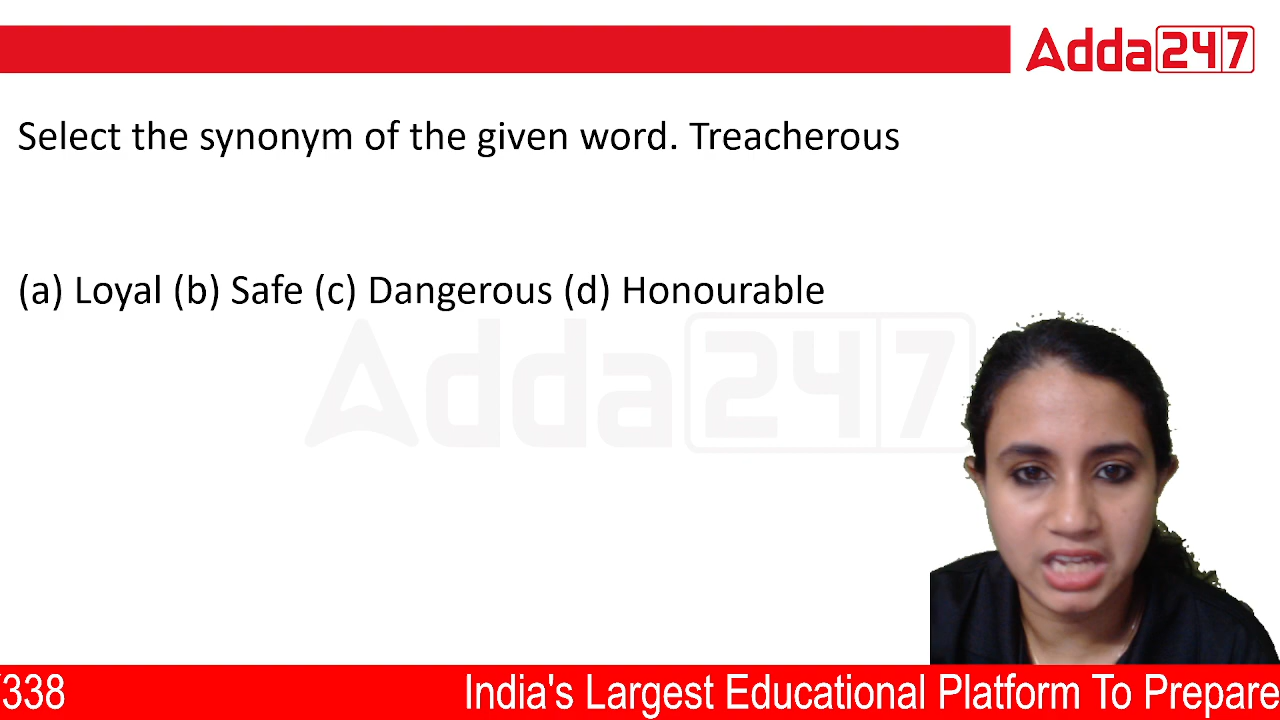 Adda247
Select the synonym of the given word. Treacherous
(a) Loyal (b) Safe (c) Dangerous (d) Honourable
Adda247
338 India's Largest Educational Platform To Prepare